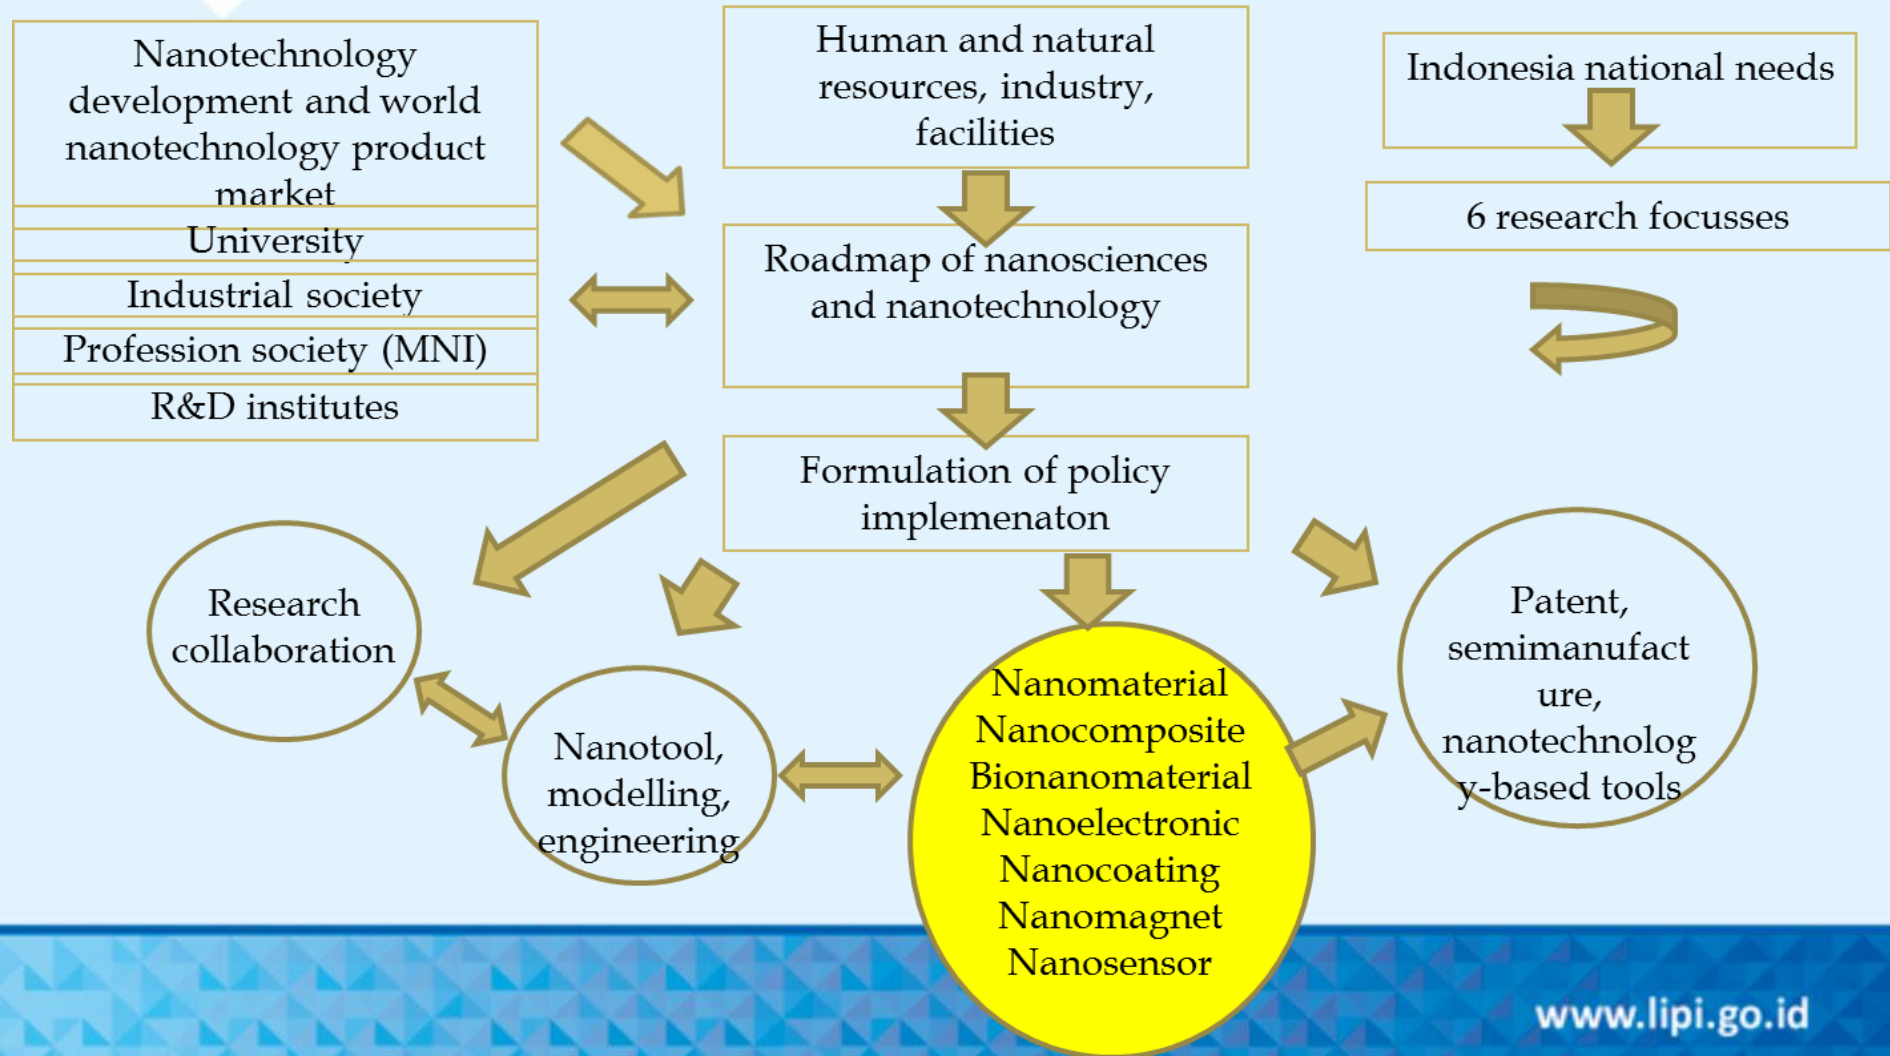 Nanotechnology
development and world
nanotechnology product
market
University
Industrial society
Profession society (MNI)
R&D institutes
Human and natural
resources, industry,
facilities
Roadmap of nanosciences
and nanotechnology
Formulation of policy
implemenaton
Indonesia national needs
6 research focusses
Research
collaboration
Nanotool,
modelling,
engineering
Nanomaterial
Nanocomposite
Bionanomaterial
Nanoelectronic
Nanocoating
Nanomagnet
Nanosensor
Patent,
semimanufact
ure,
nanotechnolog
y-based tools
www.lipi.go.id